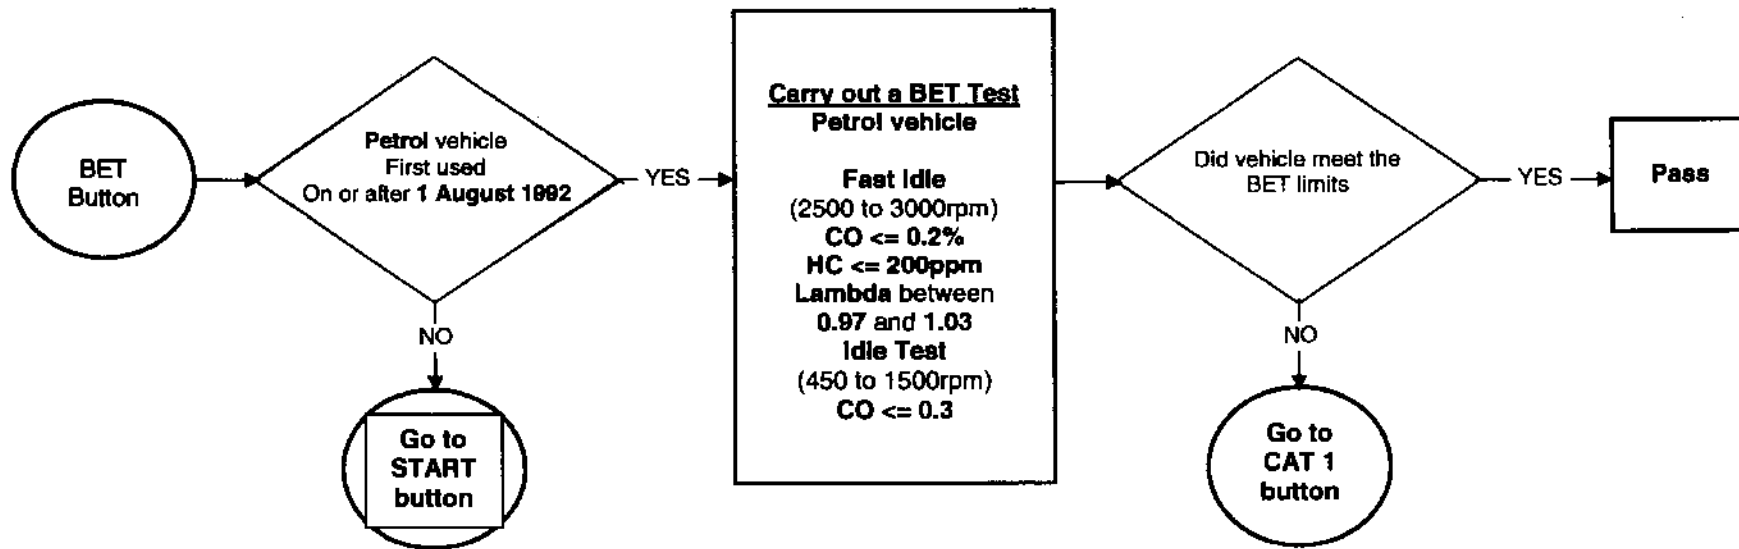 BET
Button
Petrol vehicle
First used
On or after 1 August 1992
YES
NO
Go to
START
button
Carry out a BET Test
Petrol vehicle
Fast Idle
(2500 to 3000rpm)
CO <= 0.2%
HC <= 200ppm
Lambda between
0.97 and 1.03
Idle Test
(450 to 1500rpm)
CO <= 0.3
Did vehicle meet the
BET limits
YES
NO
Go to
CAT 1
button
Pass